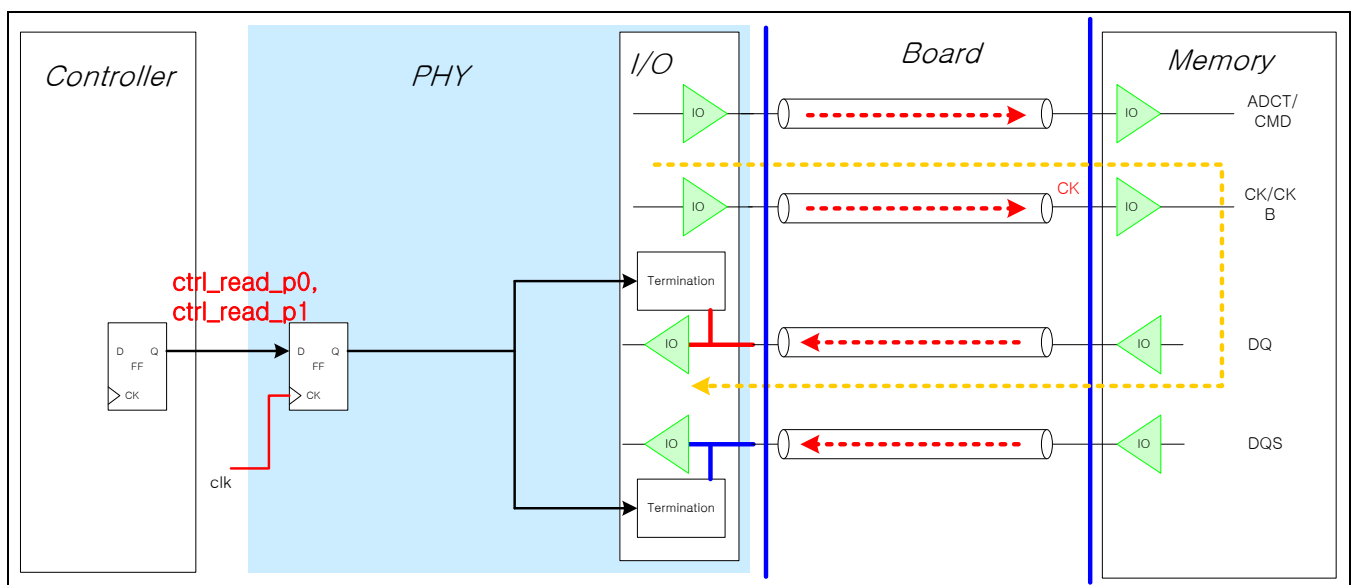 Controller
PHY
I/O
Board
Memory
IO
IO
ADCT/
CMD
IO
CK
IO
CK/CK
B
ctrl_read_p0,
ctrl_read_p1
Termination
D
Q
FF
CK
D
Q
FF
CK
IO
IO
DQ
IO
IO
DQS
clk
Termination